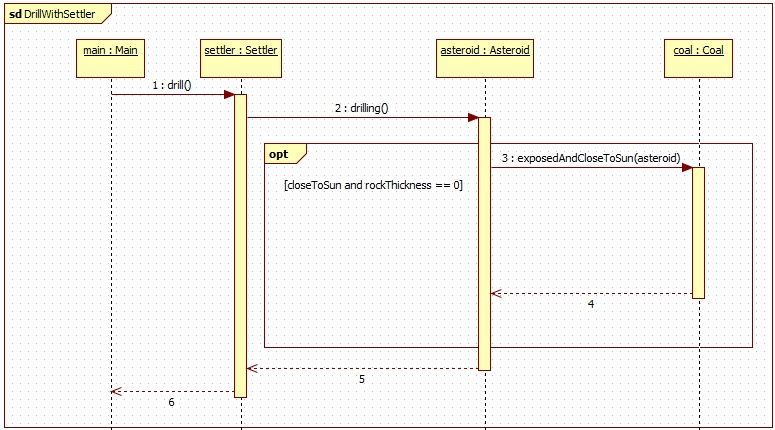 sd DrillWithSettler
main : Main
settler : Settler
asteroid : Asteroid
coal : Coal
1 : drill()
2 : drilling()
opt
3 : exposedAndCloseToSun(asteroid)
[closeToSun and rockThickness == 0]
4
5
6